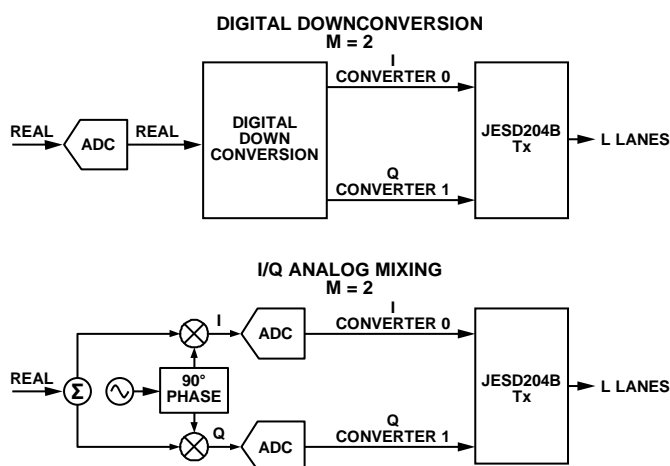 DIGITAL DOWNCONVERSION
M = 2
I
CONVERTER 0
REAL
ADC
REAL
DIGITAL
DOWN
CONVERSION
JESD204B
Tx
L LANES
Q
CONVERTER 1
I/Q ANALOG MIXING
M = 2
I
ADC
I
CONVERTER 0
REAL
Σ
90°
PHASE
JESD204B
Tx
L LANES
Q
ADC
Q
CONVERTER 1